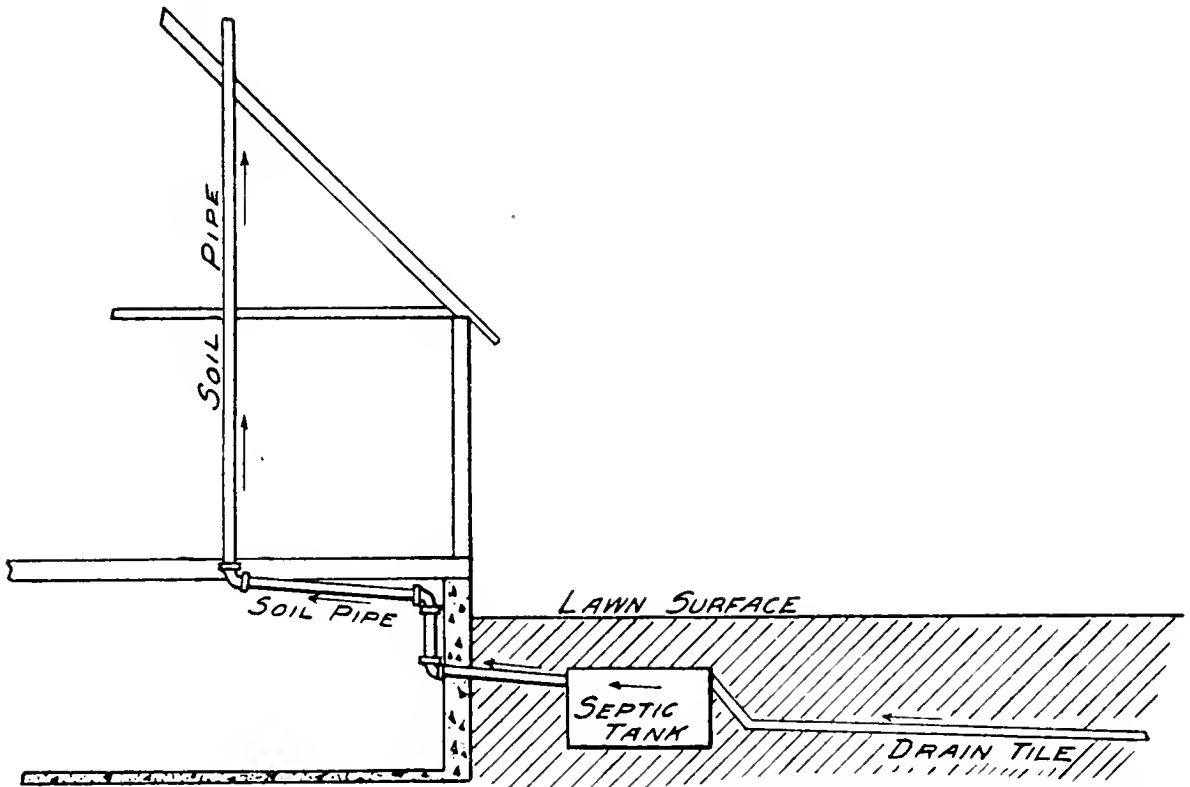 SOIL PIPE
SOIL PIPE
LAWN SURFACE
SEPTIC
TANK
DRAIN TILE